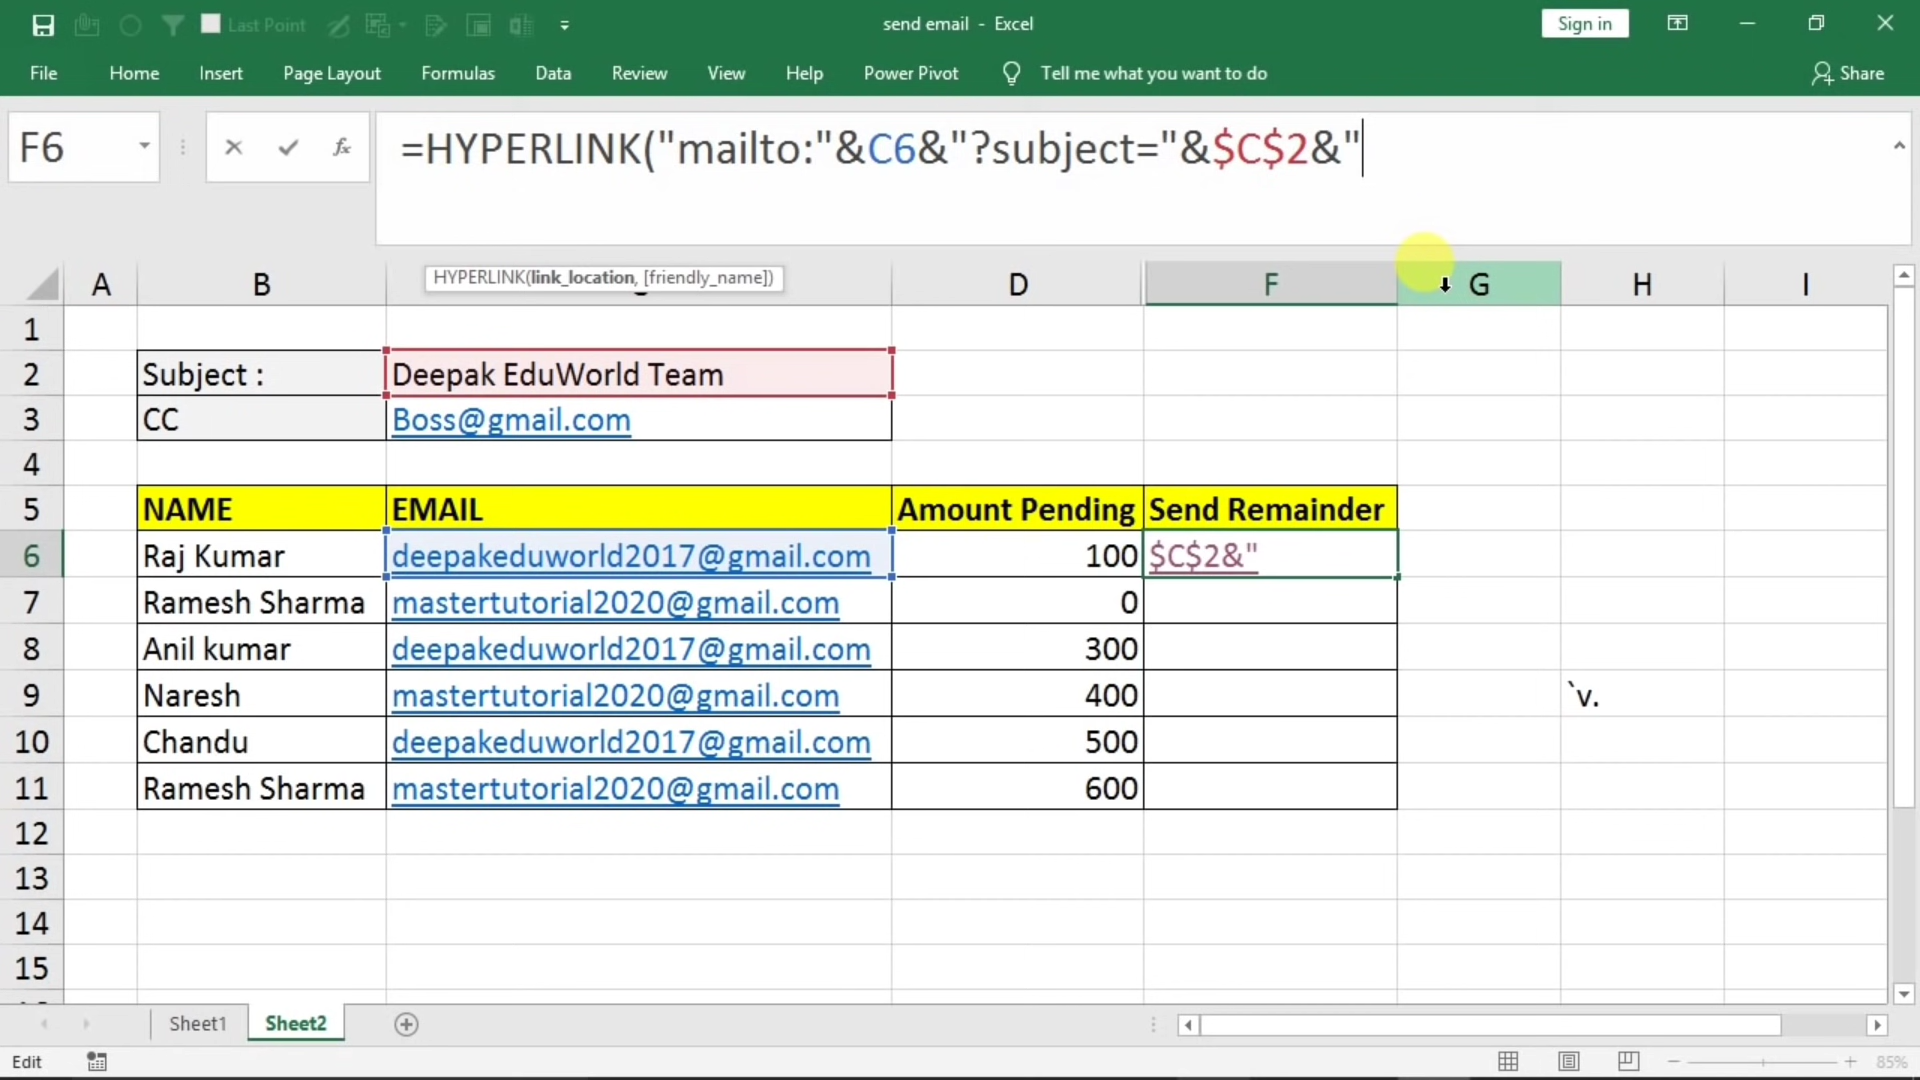 Last Point
send email - Excel
Sign in
File Home Insert Page Layout Formulas Data Review View Help Power Pivot Tell me what you want to do Share
F6 fx =HYPERLINK("mailto:"&C6&"?subject="&$C$2&"
HYPERLINK(link_location, [friendly_name])
A B D F G H I
1
2 Subject : Deepak EduWorld Team
3 CC Boss@gmail.com
4
5 NAME EMAIL Amount Pending Send Remainder
6 Raj Kumar deepakeduworld2017@gmail.com 100 $C$2&"
7 Ramesh Sharma mastertutorial2020@gmail.com 0
8 Anil kumar deepakeduworld2017@gmail.com 300
9 Naresh mastertutorial2020@gmail.com 400 `v.
10 Chandu deepakeduworld2017@gmail.com 500
11 Ramesh Sharma mastertutorial2020@gmail.com 600
12
13
14
15
Sheet1 Sheet2
Edit 85%